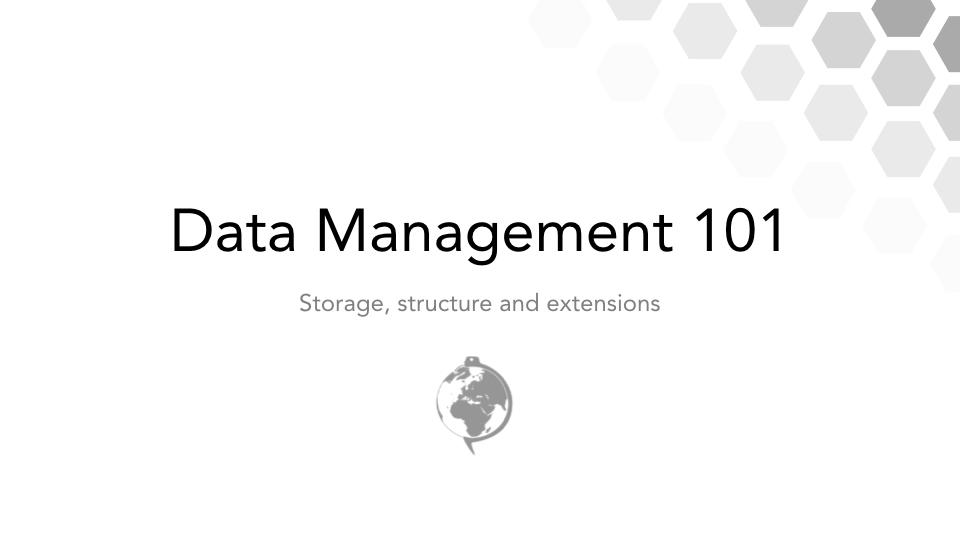 Data Management 101
Storage, structure and extensions